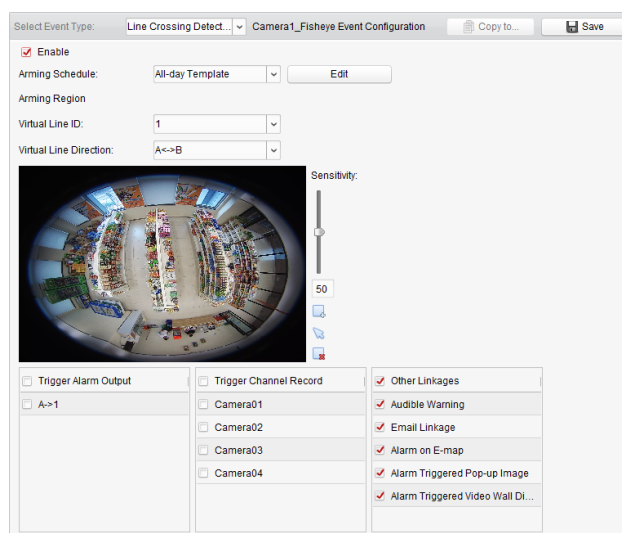 Select Event Type: Line Crossing Detect... Camera1_Fisheye Event Configuration Copy to... Save
Enable
Arming Schedule: All-day Template Edit
Arming Region
Virtual Line ID: 1
Virtual Line Direction: A<->B
Sensitivity:
50
Trigger Alarm Output Trigger Channel Record Other Linkages
A->1 Camera01 Audible Warning
Camera02 Email Linkage
Camera03 Alarm on E-map
Camera04 Alarm Triggered Pop-up Image
Alarm Triggered Video Wall Di...